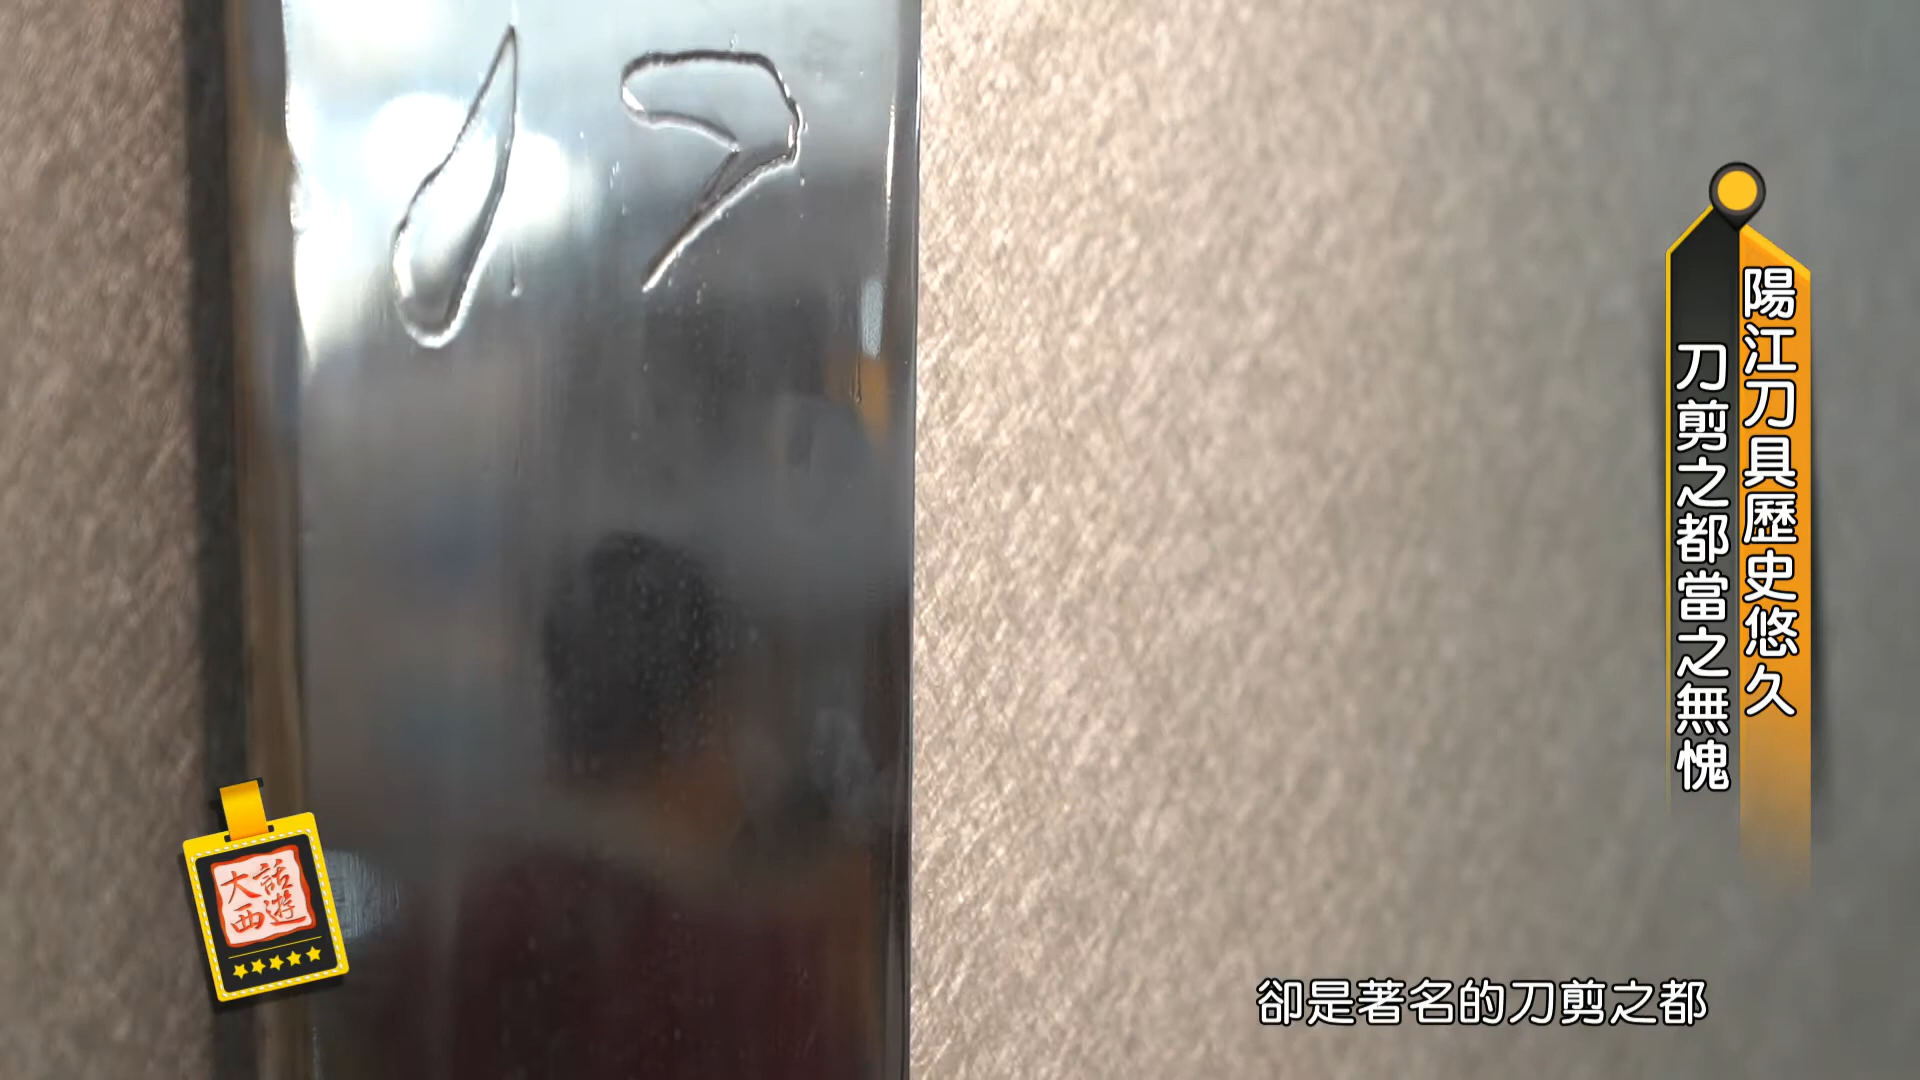 陽江刀具歷史悠久
刀剪之都當之無愧
大話
西遊
卻是著名的刀剪之都